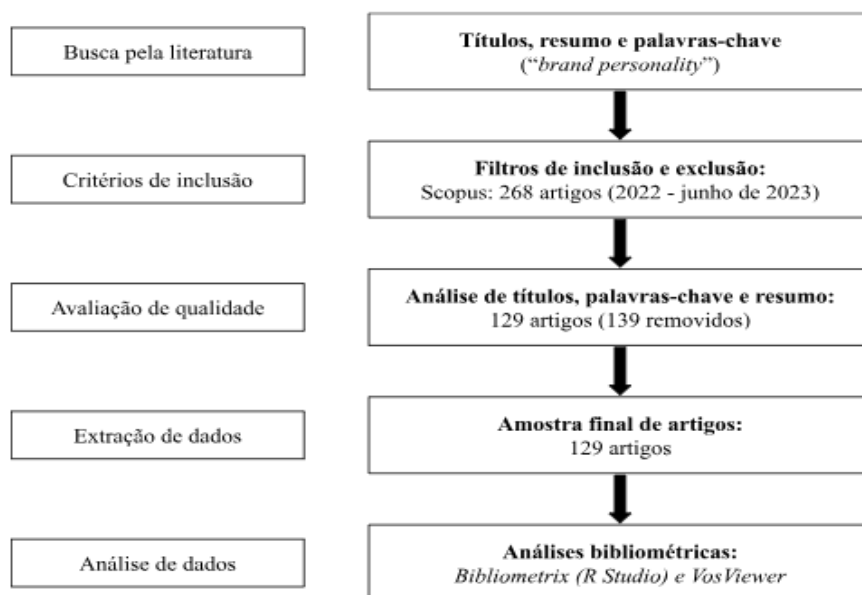 Busca pela literatura
Títulos, resumo e palavras-chave
(“brand personality”)
Critérios de inclusão
Filtros de inclusão e exclusão:
Scopus: 268 artigos (2022 - junho de 2023)
Avaliação de qualidade
Análise de títulos, palavras-chave e resumo:
129 artigos (139 removidos)
Extração de dados
Amostra final de artigos:
129 artigos
Análise de dados
Análises bibliométricas:
Bibliometrix (R Studio) e VosViewer